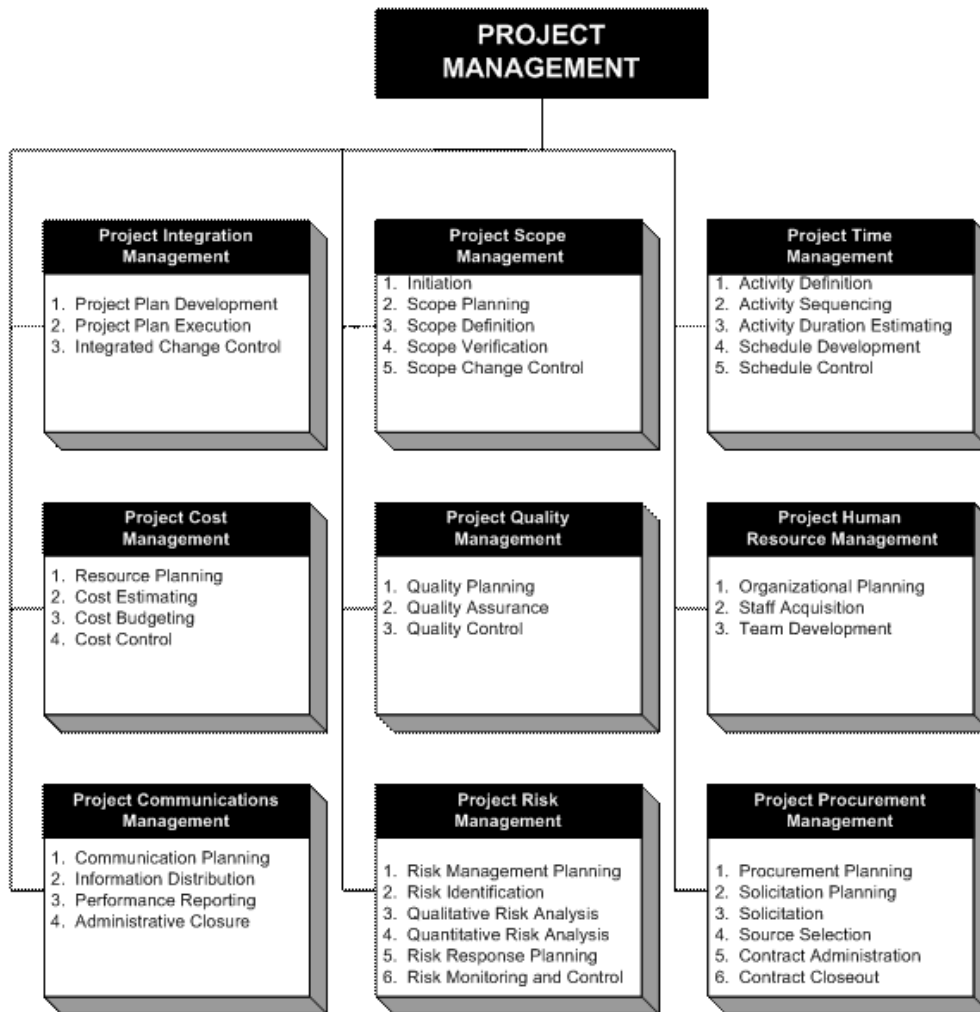 PROJECT
MANAGEMENT
Project Integration
Management
1. Project Plan Development
2. Project Plan Execution
3. Integrated Change Control
Project Scope
Management
1. Initiation
2. Scope Planning
3. Scope Definition
4. Scope Verification
5. Scope Change Control
Project Time
Management
1. Activity Definition
2. Activity Sequencing
3. Activity Duration Estimating
4. Schedule Development
5. Schedule Control
Project Cost
Management
1. Resource Planning
2. Cost Estimating
3. Cost Budgeting
4. Cost Control
Project Quality
Management
1. Quality Planning
2. Quality Assurance
3. Quality Control
Project Human
Resource Management
1. Organizational Planning
2. Staff Acquisition
3. Team Development
Project Communications
Management
1. Communication Planning
2. Information Distribution
3. Performance Reporting
4. Administrative Closure
Project Risk
Management
1. Risk Management Planning
2. Risk Identification
3. Qualitative Risk Analysis
4. Quantitative Risk Analysis
5. Risk Response Planning
6. Risk Monitoring and Control
Project Procurement
Management
1. Procurement Planning
2. Solicitation Planning
3. Solicitation
4. Source Selection
5. Contract Administration
6. Contract Closeout